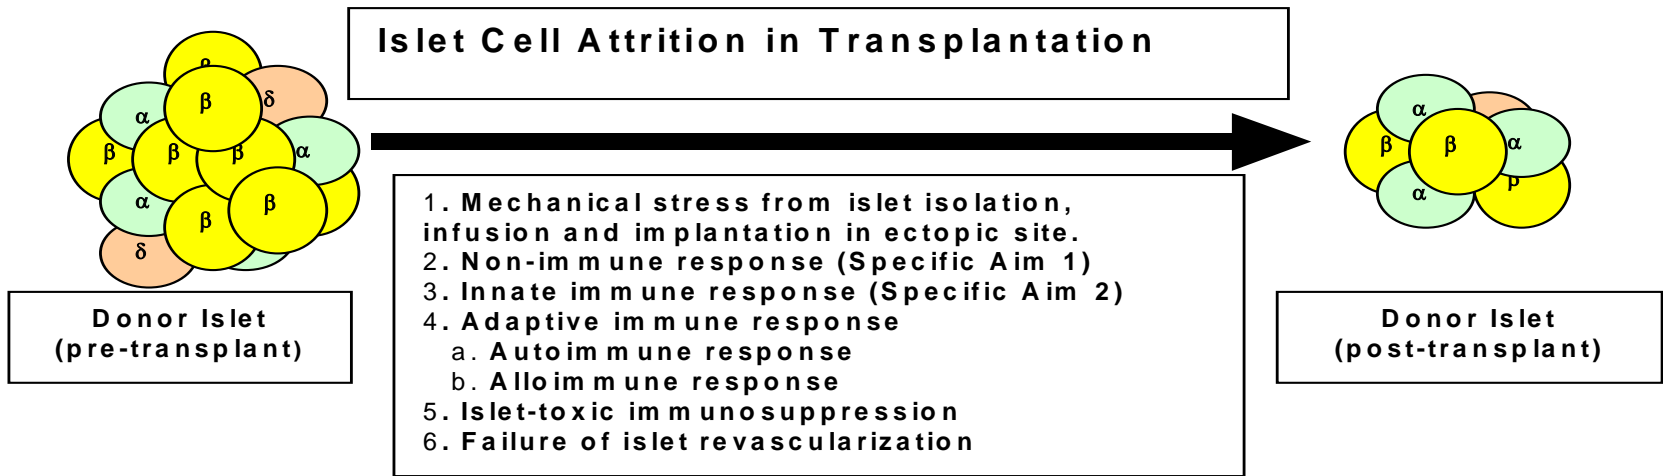 Islet Cell Attrition in Transplantation
β
δ
α
β
β
β
β
α
α
β
β
δ
Donor Islet
(pre-transplant)
1. Mechanical stress from islet isolation,
infusion and implantation in ectopic site.
2. Non-immune response (Specific Aim 1)
3. Innate immune response (Specific Aim 2)
4. Adaptive immune response
a. Autoimmune response
b. Alloimmune response
5. Islet-toxic immunosuppression
6. Failure of islet revascularization
α
β
β
α
α
β
Donor Islet
(post-transplant)